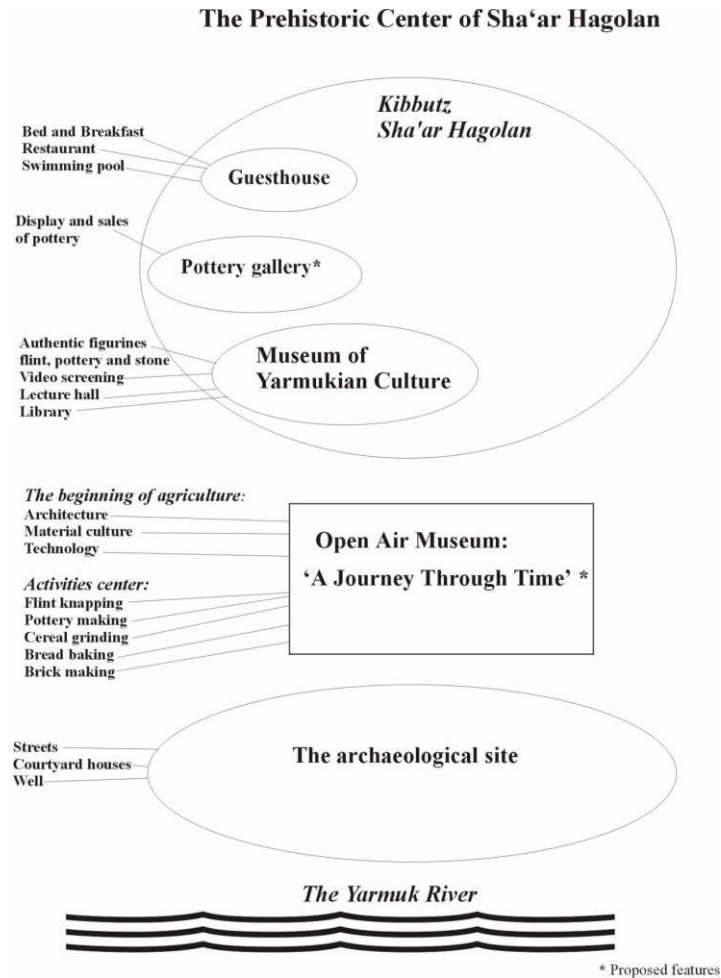 The Prehistoric Center of Sha‘ar Hagolan
Kibbutz
Sha'ar Hagolan
Bed and Breakfast
Restaurant
Swimming pool
Guesthouse
Display and sales
of pottery
Pottery gallery*
Authentic figurines
flint, pottery and stone
Video screening
Lecture hall
Library
Museum of
Yarmukian Culture
The beginning of agriculture:
Architecture
Material culture
Technology
Activities center:
Flint knapping
Pottery making
Cereal grinding
Bread baking
Brick making
Open Air Museum:
‘A Journey Through Time’ *
Streets
Courtyard houses
Well
The archaeological site
The Yarmuk River
* Proposed features